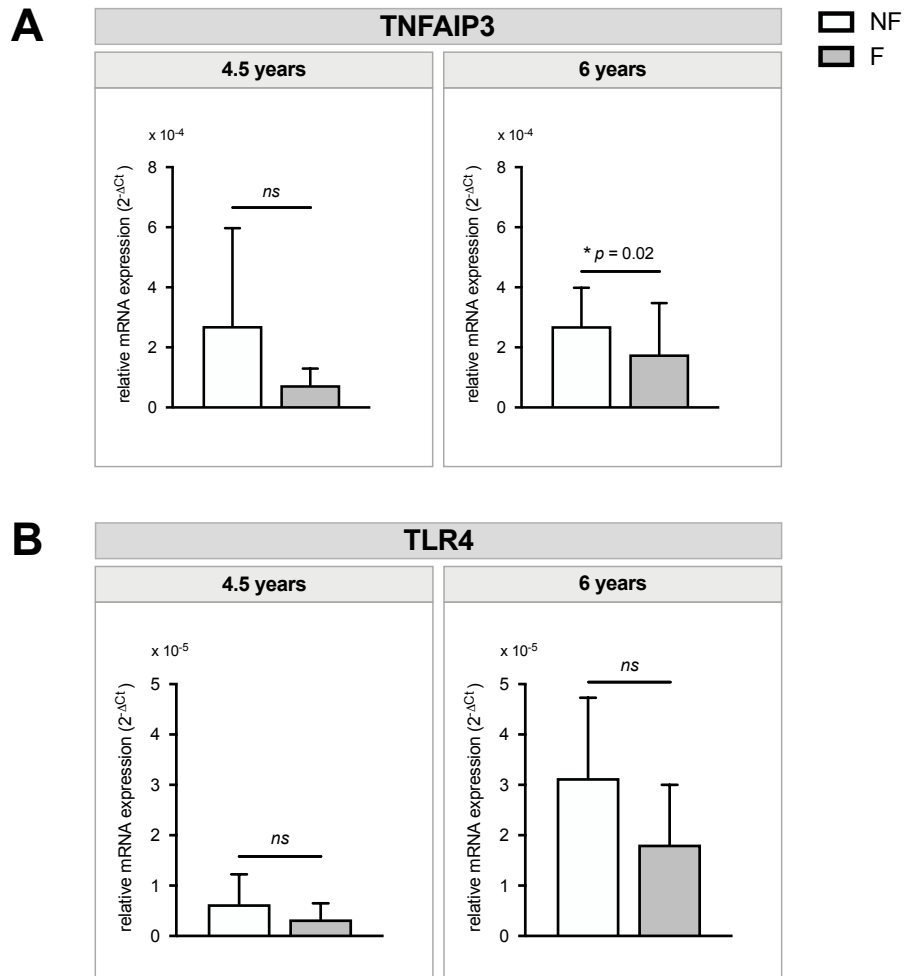 A
TNFAIP3
NF
F
4.5 years
6 years
x 10-4
relative mRNA expression (2-ΔCt)
8
6
4
2
0
ns
x 10-4
relative mRNA expression (2-ΔCt)
8
6
4
2
0
* p = 0.02
B
TLR4
4.5 years
6 years
x 10-5
relative mRNA expression (2-ΔCt)
5
4
3
2
1
0
ns
x 10-5
relative mRNA expression (2-ΔCt)
5
4
3
2
1
0
ns